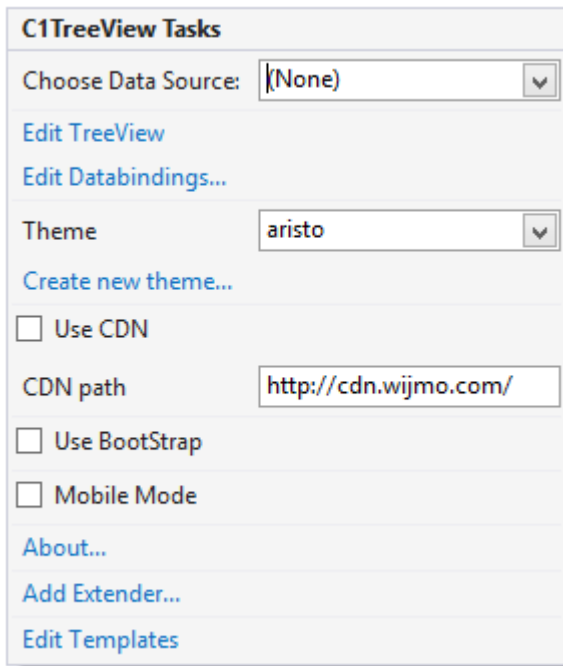 C1TreeView Tasks
Choose Data Source: (None)
Edit TreeView
Edit Databindings...
Theme aristo
Create new theme...
Use CDN
CDN path http://cdn.wijmo.com/
Use BootStrap
Mobile Mode
About...
Add Extender...
Edit Templates